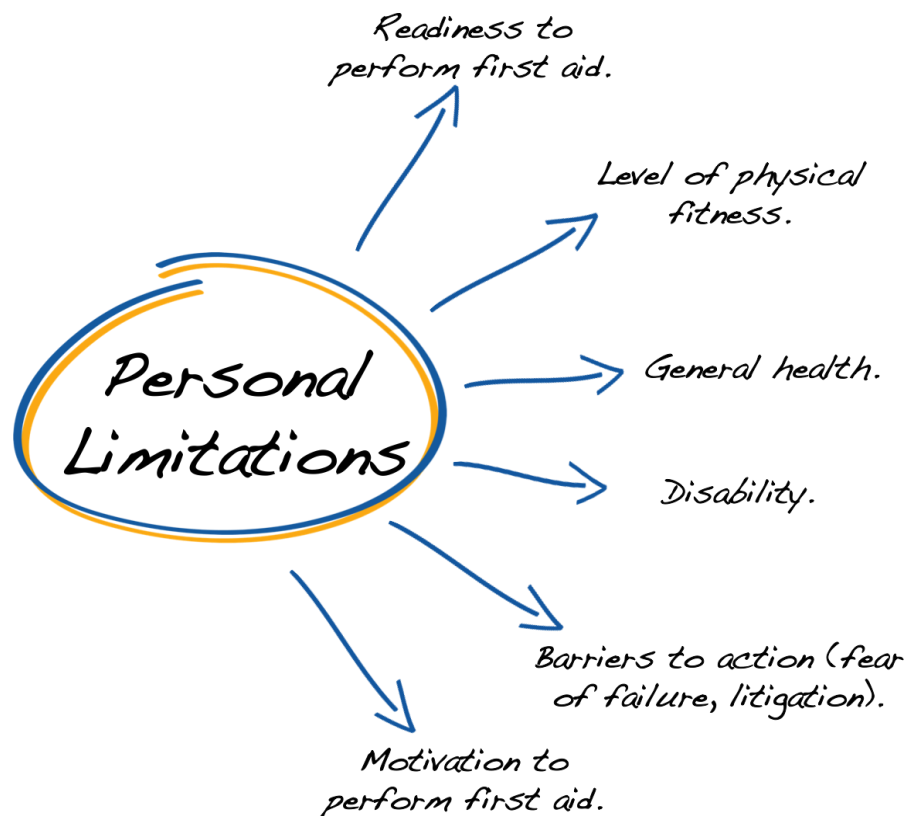 Readiness to
perform first aid.
Level of physical
fitness.
General health.
Personal
Limitations
Disability.
Barriers to action (fear
of failure, litigation).
Motivation to
perform first aid.